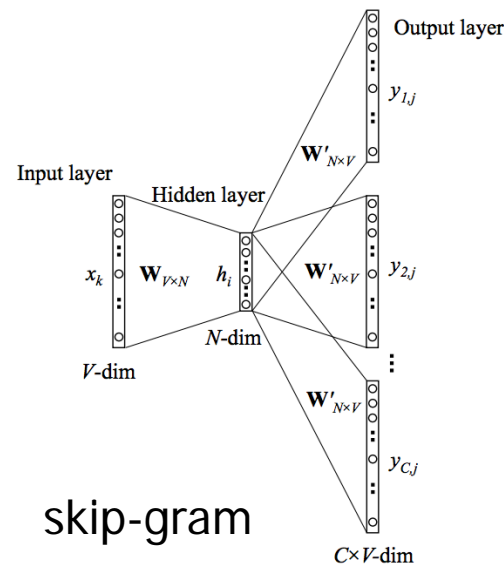 Output layer
y1,j
W'N×V
Input layer
Hidden layer
xk
WV×N
hi
W'N×V
y2,j
N-dim
V-dim
W'N×V
yC,j
skip-gram
C×V-dim